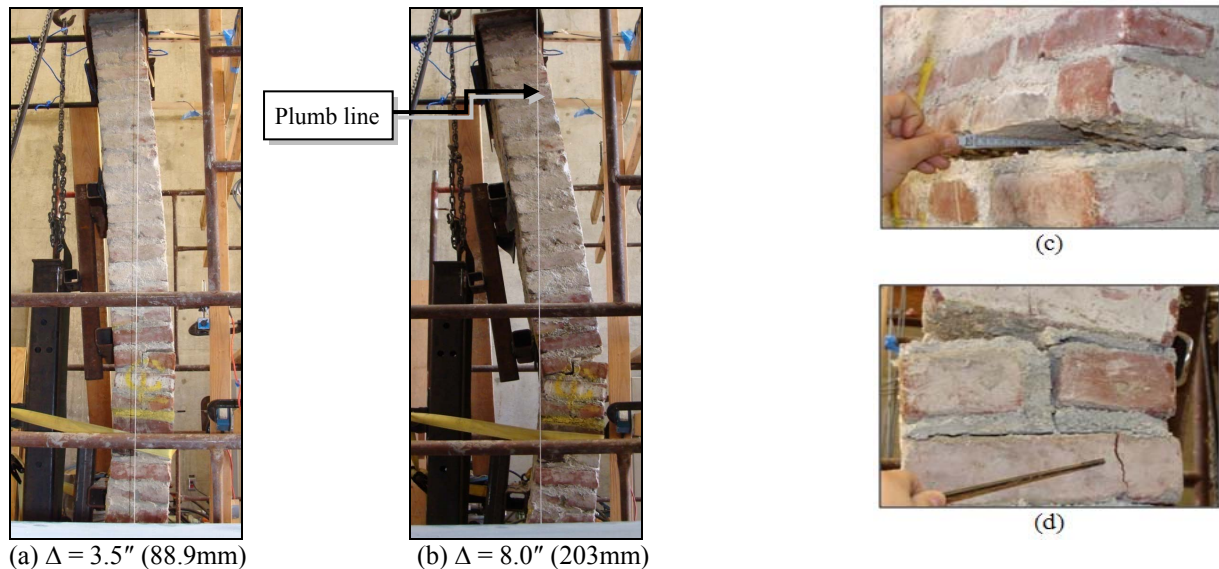 Plumb line
(a) Δ = 3.5″ (88.9mm)
(b) Δ = 8.0″ (203mm)
(c)
(d)